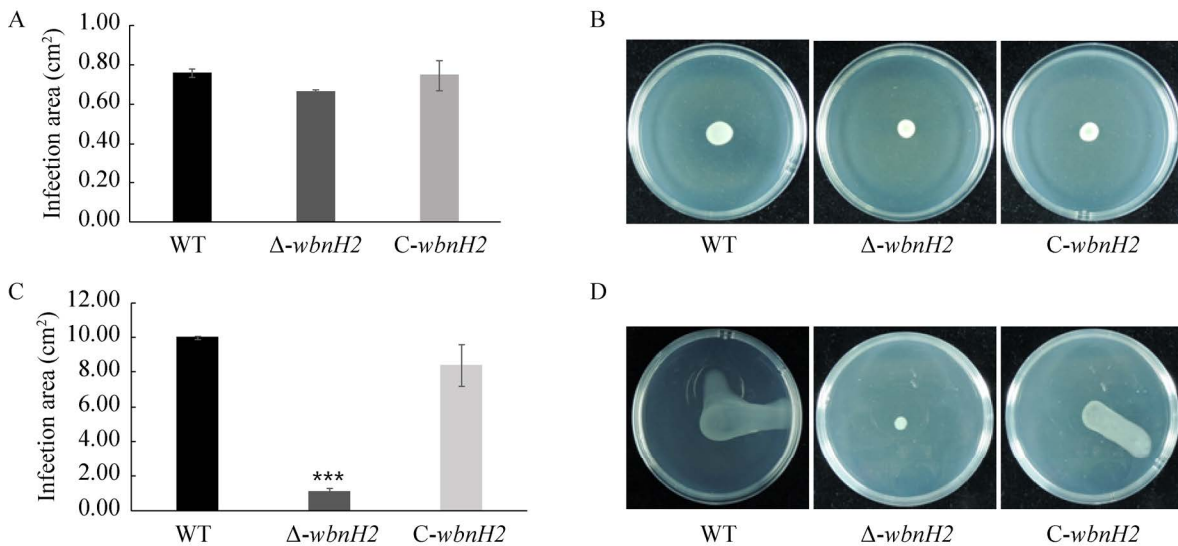 A
Infection area (cm²)
1.00
0.80
0.60
0.40
0.20
0.00
WT
Δ-wbnH2
C-wbnH2
B
WT
Δ-wbnH2
C-wbnH2
C
Infection area (cm²)
12.00
10.00
8.00
6.00
4.00
2.00
0.00
***
WT
Δ-wbnH2
C-wbnH2
D
WT
Δ-wbnH2
C-wbnH2